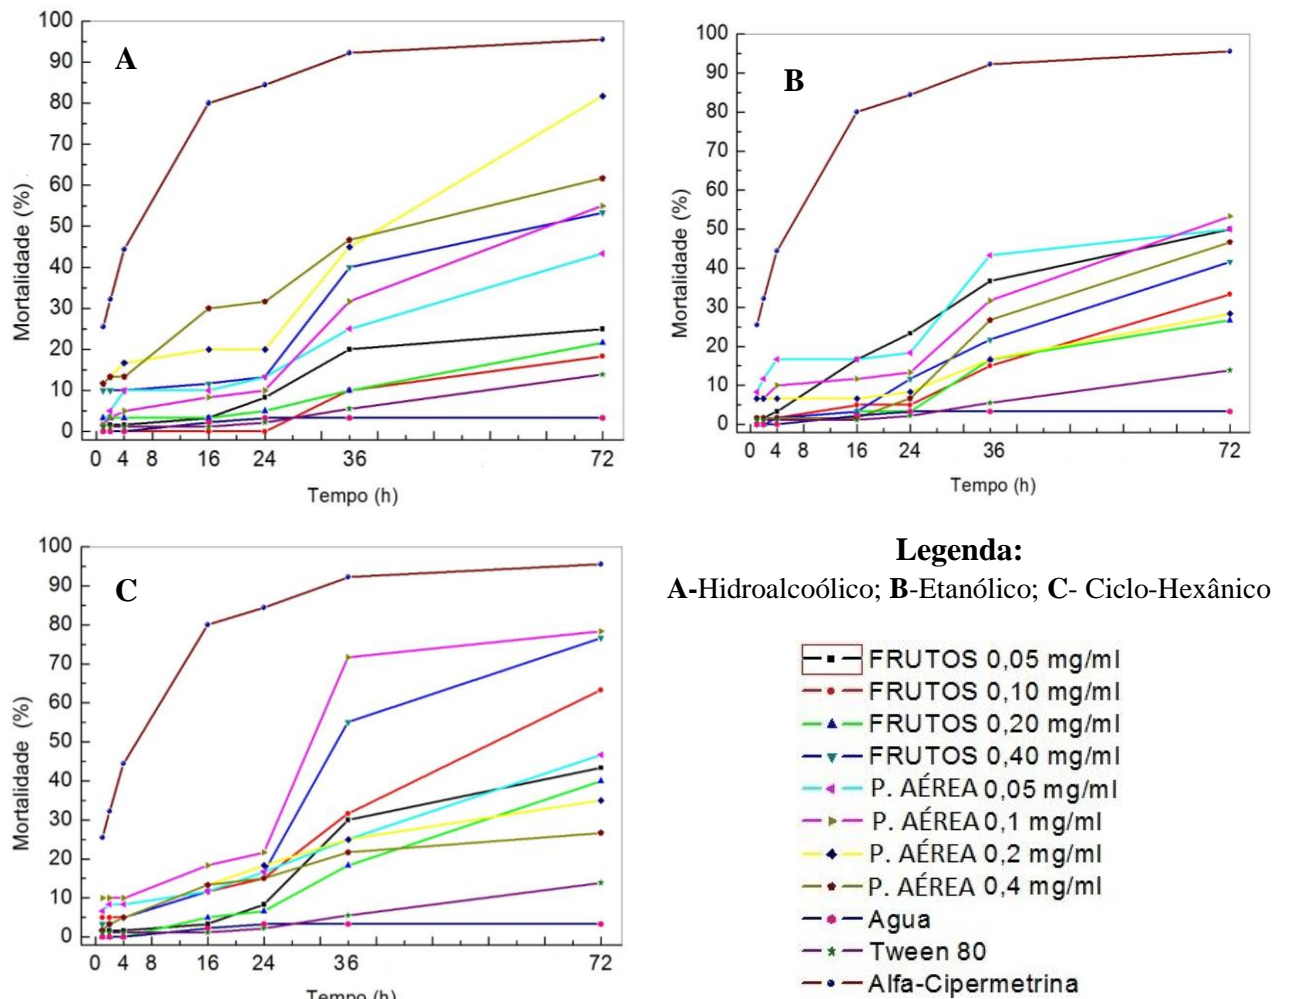 A
100
90
80
70
60
50
40
30
20
10
0
Mortalidade (%)
0 4 8 16 24 36 72
Tempo (h)
B
100
90
80
70
60
50
40
30
20
10
0
Mortalidade (%)
0 4 8 16 24 36 72
Tempo (h)
C
100
90
80
70
60
50
40
30
20
10
0
Mortalidade (%)
0 4 8 16 24 36 72
Tempo (h)
Legenda:
A-Hidroalcoólico; B-Etanólico; C- Ciclo-Hexânico
FRUTOS 0,05 mg/ml
FRUTOS 0,10 mg/ml
FRUTOS 0,20 mg/ml
FRUTOS 0,40 mg/ml
P. AÉREA 0,05 mg/ml
P. AÉREA 0,1 mg/ml
P. AÉREA 0,2 mg/ml
P. AÉREA 0,4 mg/ml
Agua
Tween 80
Alfa-Cipermetrina